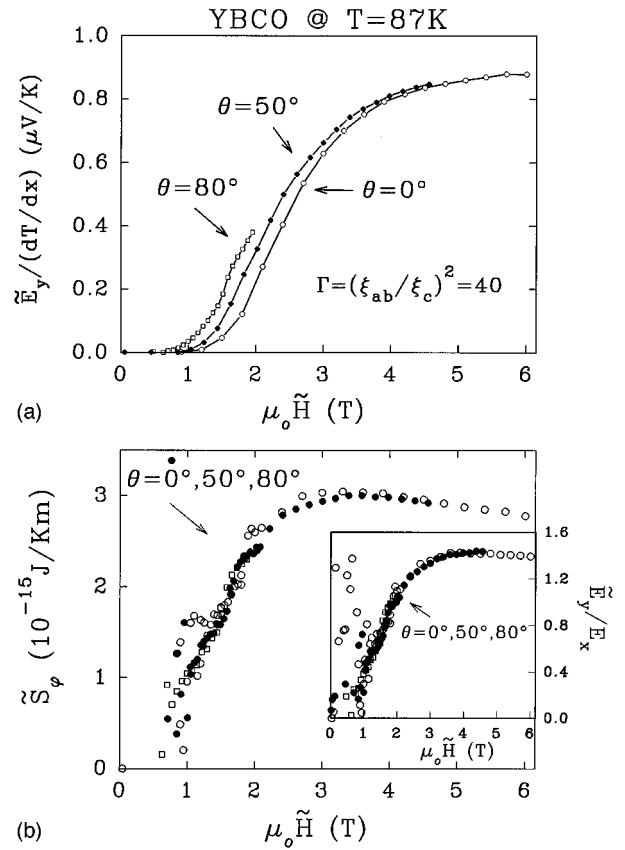 YBCO @ T=87K
(a)
Ẽy/(dT/dx) (μV/K)
1.0
0.8
0.6
0.4
0.2
0.0
θ=50°
θ=80°
θ=0°
Γ=(ξab/ξc)²=40
0 1 2 3 4 5 6
μoH̃ (T)
(b)
S̃φ (10⁻¹⁵J/Km)
3
2
1
0
θ=0°,50°,80°
1.6
1.2
0.8
0.4
0.0
Ẽy/Ex
θ=0°,50°,80°
0 1 2 3 4 5 6
μoH̃ (T)
0 1 2 3 4 5 6
μoH̃ (T)